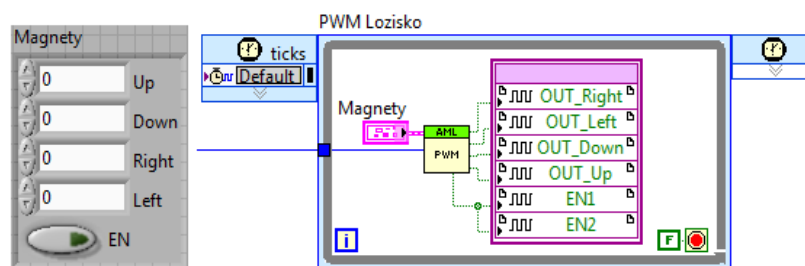 PWM Lozisko
Magnety
0 Up
0 Down
0 Right
0 Left
EN
ticks
Default
Magnety
AML
PWM
OUT_Right
OUT_Left
OUT_Down
OUT_Up
EN1
EN2
i
F